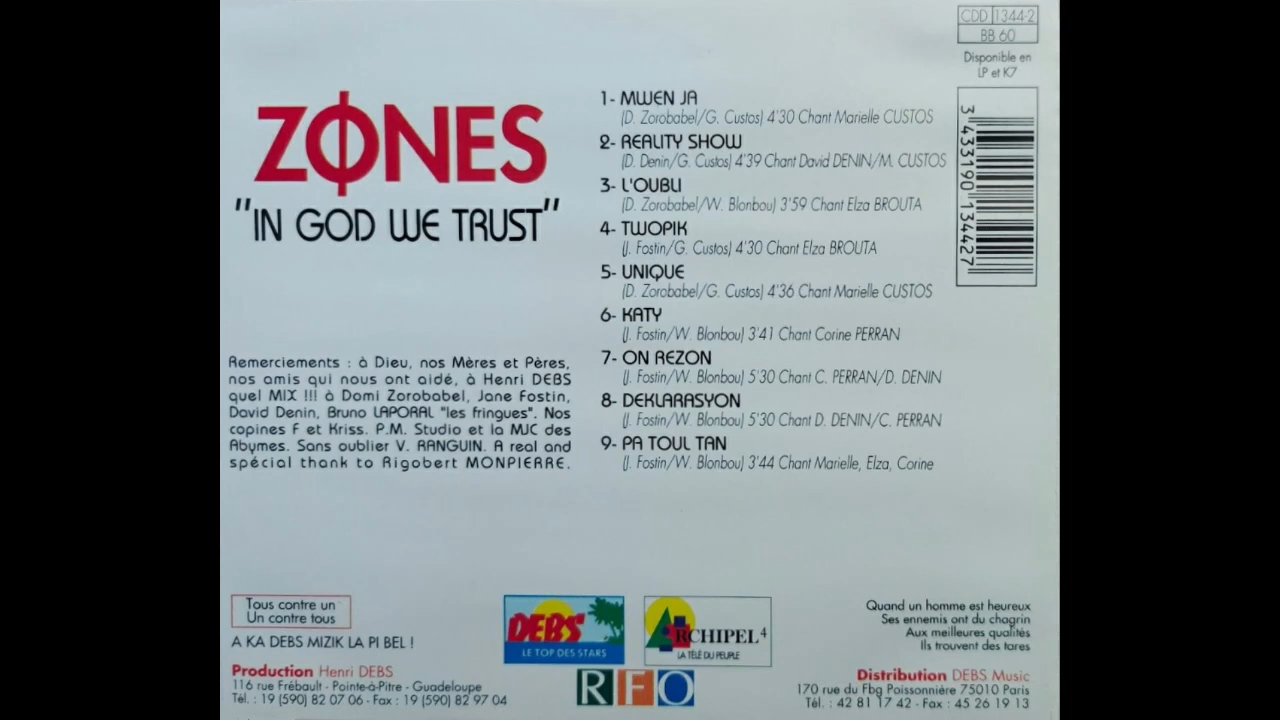 CDD 1344-2
BB 60
Disponible en
LP et K7
3 433190 134427
ZØNES
"IN GOD WE TRUST"
1- MWEN JA
(D. Zorobabel/G. Custos) 4'30 Chant Marielle CUSTOS
2- REALITY SHOW
(D. Denin/G. Custos) 4'39 Chant David DENIN/M. CUSTOS
3- L'OUBLI
(D. Zorobabel/W. Blonbou) 3'59 Chant Elza BROUTA
4- TWOPIK
(J. Fostin/G. Custos) 4'30 Chant Elza BROUTA
5- UNIQUE
(D. Zorobabel/G. Custos) 4'36 Chant Marielle CUSTOS
6- KATY
(J. Fostin/W. Blonbou) 3'41 Chant Corine PERRAN
7- ON REZON
(J. Fostin/W. Blonbou) 5'30 Chant C. PERRAN/D. DENIN
8- DEKLARASYON
(J. Fostin/W. Blonbou) 5'30 Chant D. DENIN/C. PERRAN
9- PA TOUL TAN
(J. Fostin/W. Blonbou) 3'44 Chant Marielle, Elza, Corine
Remerciements : à Dieu, nos Mères et Pères,
nos amis qui nous ont aidé, à Henri DEBS
quel MIX !!! à Domi Zorobabel, Jane Fostin,
David Denin, Bruno LAPORAL "les fringues". Nos
copines F et Kriss. P.M. Studio et la MJC des
Abymes. Sans oublier V. RANGUIN. A real and
spécial thank to Rigobert MONPIERRE.
Tous contre un
Un contre tous
A KA DEBS MIZIK LA PI BEL !
Production Henri DEBS
116 rue Frébault - Pointe-à-Pitre - Guadeloupe
Tél. : 19 (590) 82 07 06 - Fax : 19 (590) 82 97 04
DEBS
LE TOP DES STARS
ARCHIPEL 4
LA TÉLÉ DU PEUPLE
RFO
Quand un homme est heureux
Ses ennemis ont du chagrin
Aux meilleures qualités
Ils trouvent des tares
Distribution DEBS Music
170 rue du Fbg Poissonnière 75010 Paris
Tél. : 42 81 17 42 - Fax : 45 26 19 13